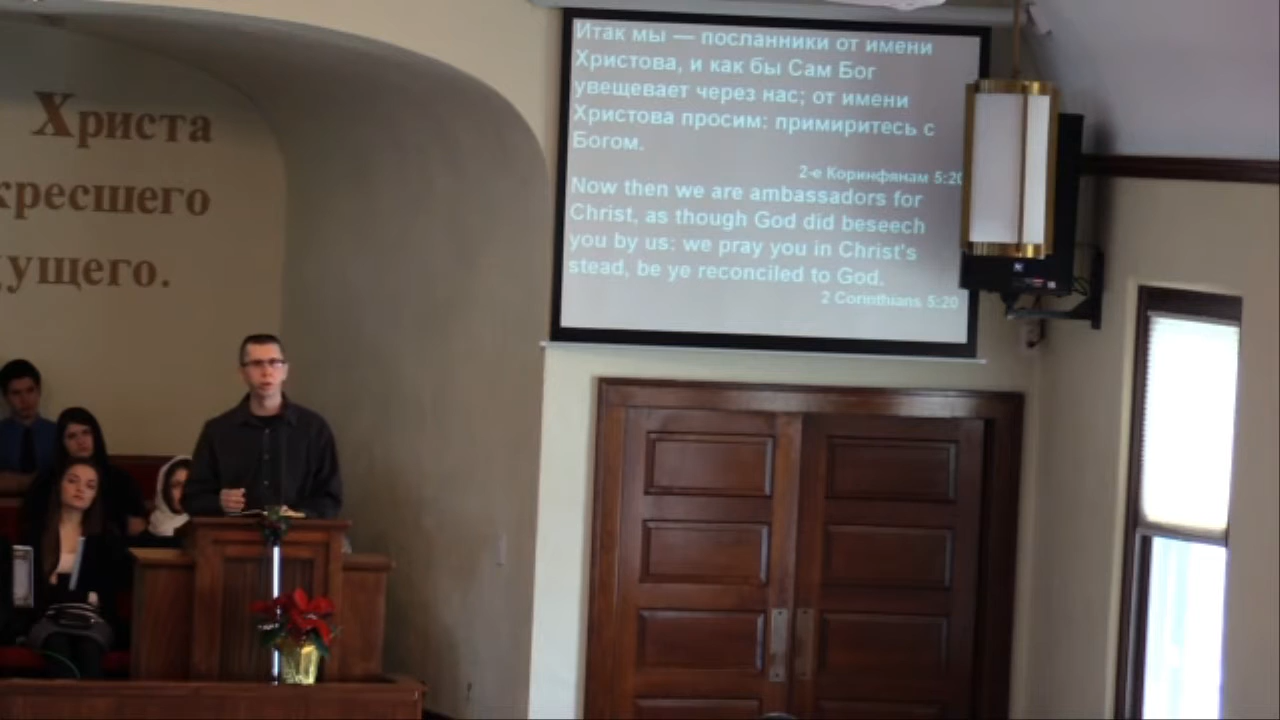 Христа
кресшего
ущего.
Итак мы — посланники от имени
Христова, и как бы Сам Бог
увещевает через нас; от имени
Христова просим: примиритесь с
Богом.
2-е Коринфянам 5:20
Now then we are ambassadors for
Christ, as though God did beseech
you by us: we pray you in Christ's
stead, be ye reconciled to God.
2 Corinthians 5:20